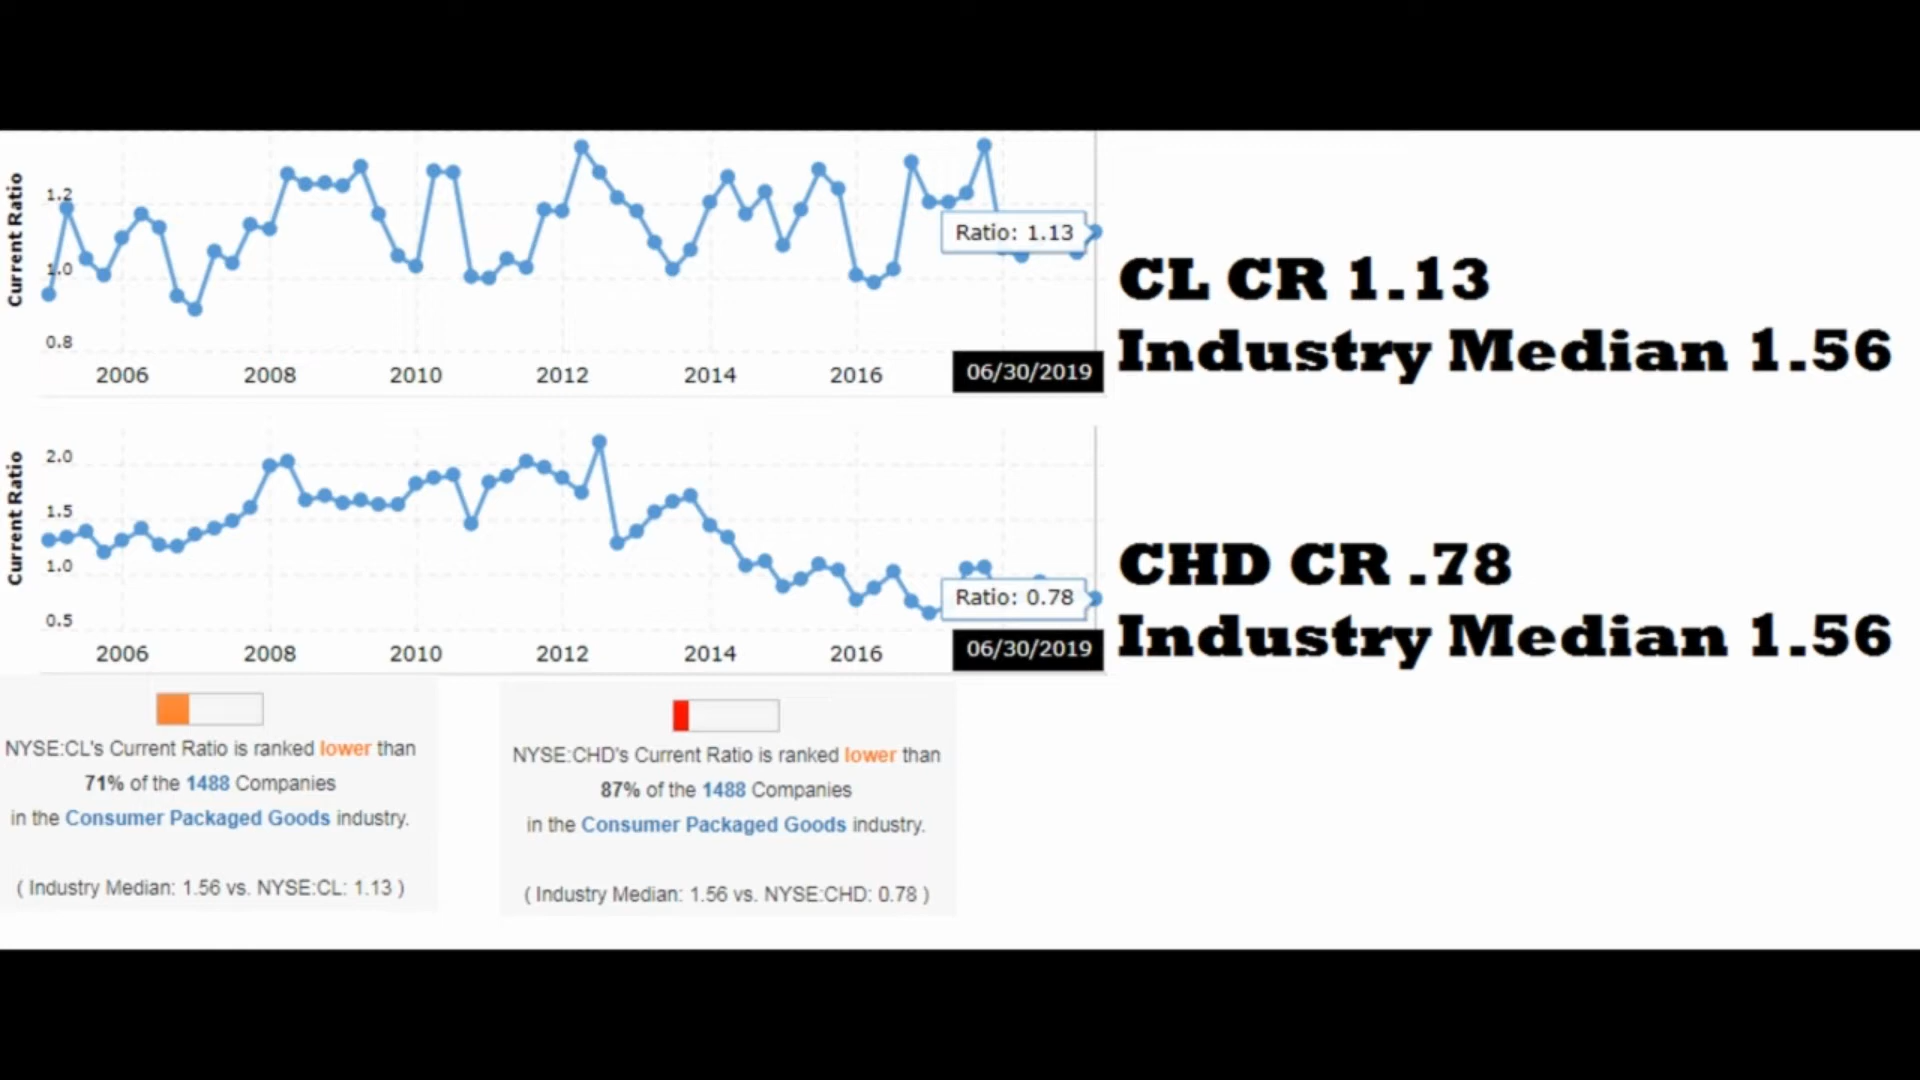 Current Ratio
1.2
1.0
0.8
2006 2008 2010 2012 2014 2016
Ratio: 1.13
06/30/2019
CL CR 1.13
Industry Median 1.56
Current Ratio
2.0
1.5
1.0
0.5
2006 2008 2010 2012 2014 2016
Ratio: 0.78
06/30/2019
CHD CR .78
Industry Median 1.56
NYSE:CL's Current Ratio is ranked lower than
71% of the 1488 Companies
in the Consumer Packaged Goods industry.
( Industry Median: 1.56 vs. NYSE:CL: 1.13 )
NYSE:CHD's Current Ratio is ranked lower than
87% of the 1488 Companies
in the Consumer Packaged Goods industry.
( Industry Median: 1.56 vs. NYSE:CHD: 0.78 )